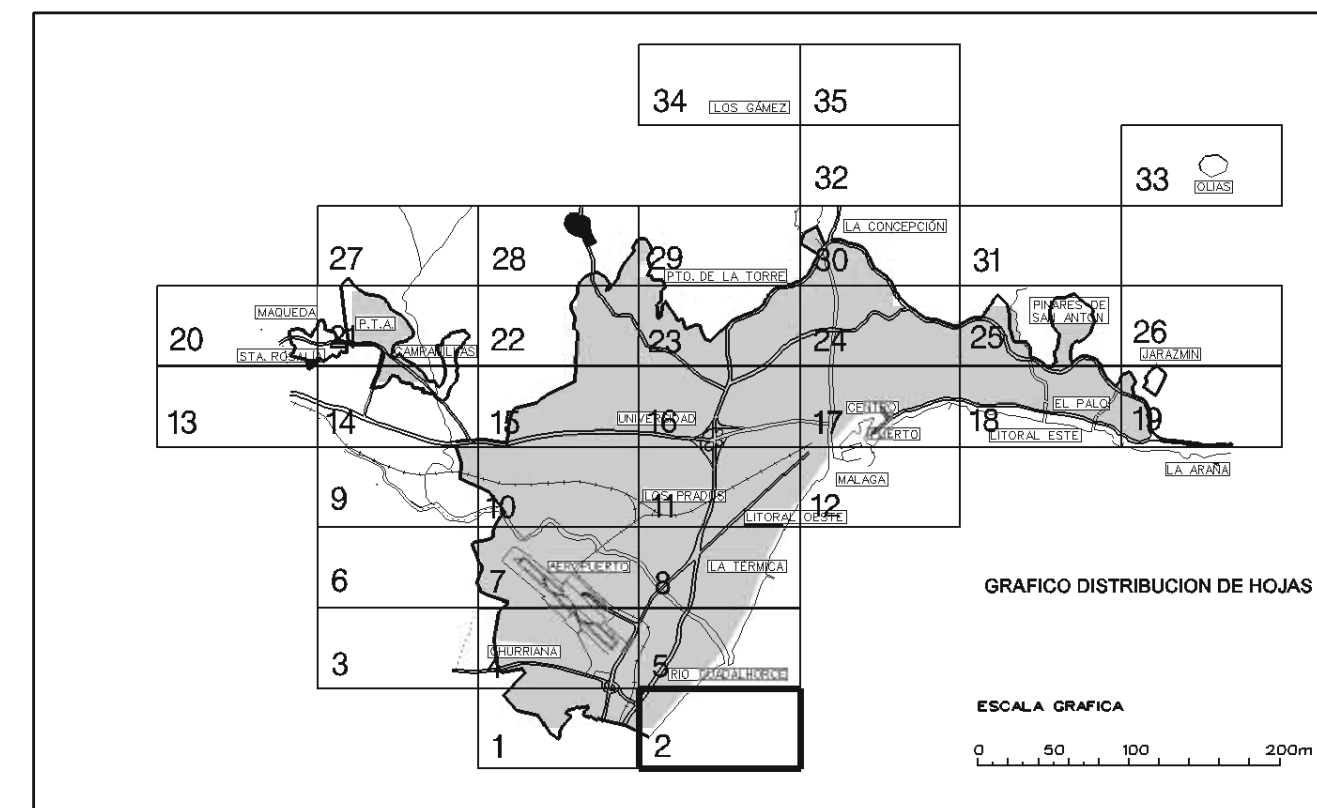 34 LOS GÁMEZ 35
32 33 OLIAS
LA CONCEPCIÓN
27 28 29 30 31
PTO. DE LA TORRE
MAQUEDA P.T.A. PINARES DE SAN ANTON
20 21 22 23 24 25 26
STA. ROSALIA CAMPANILLAS JARAZMIN
CENTRO EL PALO
13 14 15 UNIVERSIDAD 16 17 PUERTO 18 LITORAL ESTE 19
LA ARAÑA
MALAGA
9 10 LOS PRADOS 11 12
LITORAL OESTE
AEROPUERTO LA TÉRMICA
6 7 8
GRAFICO DISTRIBUCION DE HOJAS
CHURRIANA
3 5 RIO GUADALHORCE
ESCALA GRAFICA
1 2
0 50 100 200m